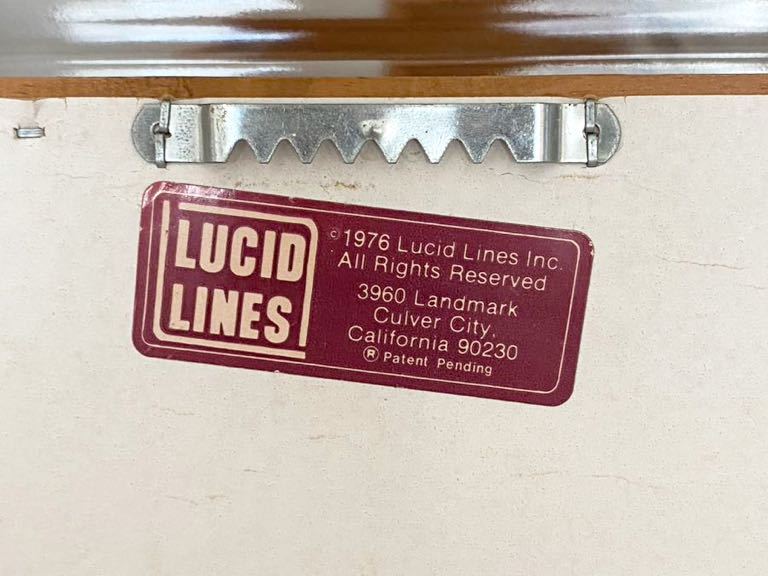 LUCID
LINES
© 1976 Lucid Lines Inc.
All Rights Reserved
3960 Landmark
Culver City,
California 90230
® Patent Pending